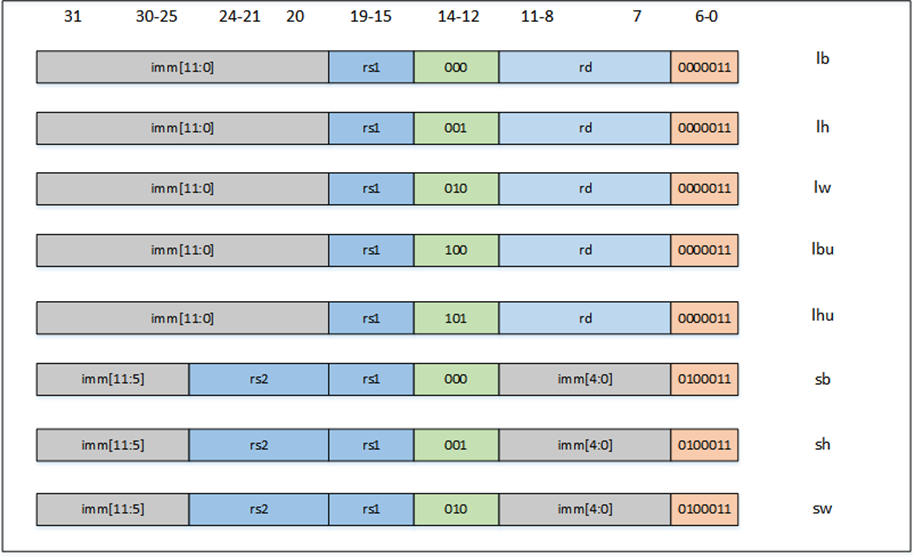 31 30-25 24-21 20 19-15 14-12 11-8 7 6-0
imm[11:0] rs1 000 rd 0000011 lb
imm[11:0] rs1 001 rd 0000011 lh
imm[11:0] rs1 010 rd 0000011 lw
imm[11:0] rs1 100 rd 0000011 lbu
imm[11:0] rs1 101 rd 0000011 lhu
imm[11:5] rs2 rs1 000 imm[4:0] 0100011 sb
imm[11:5] rs2 rs1 001 imm[4:0] 0100011 sh
imm[11:5] rs2 rs1 010 imm[4:0] 0100011 sw